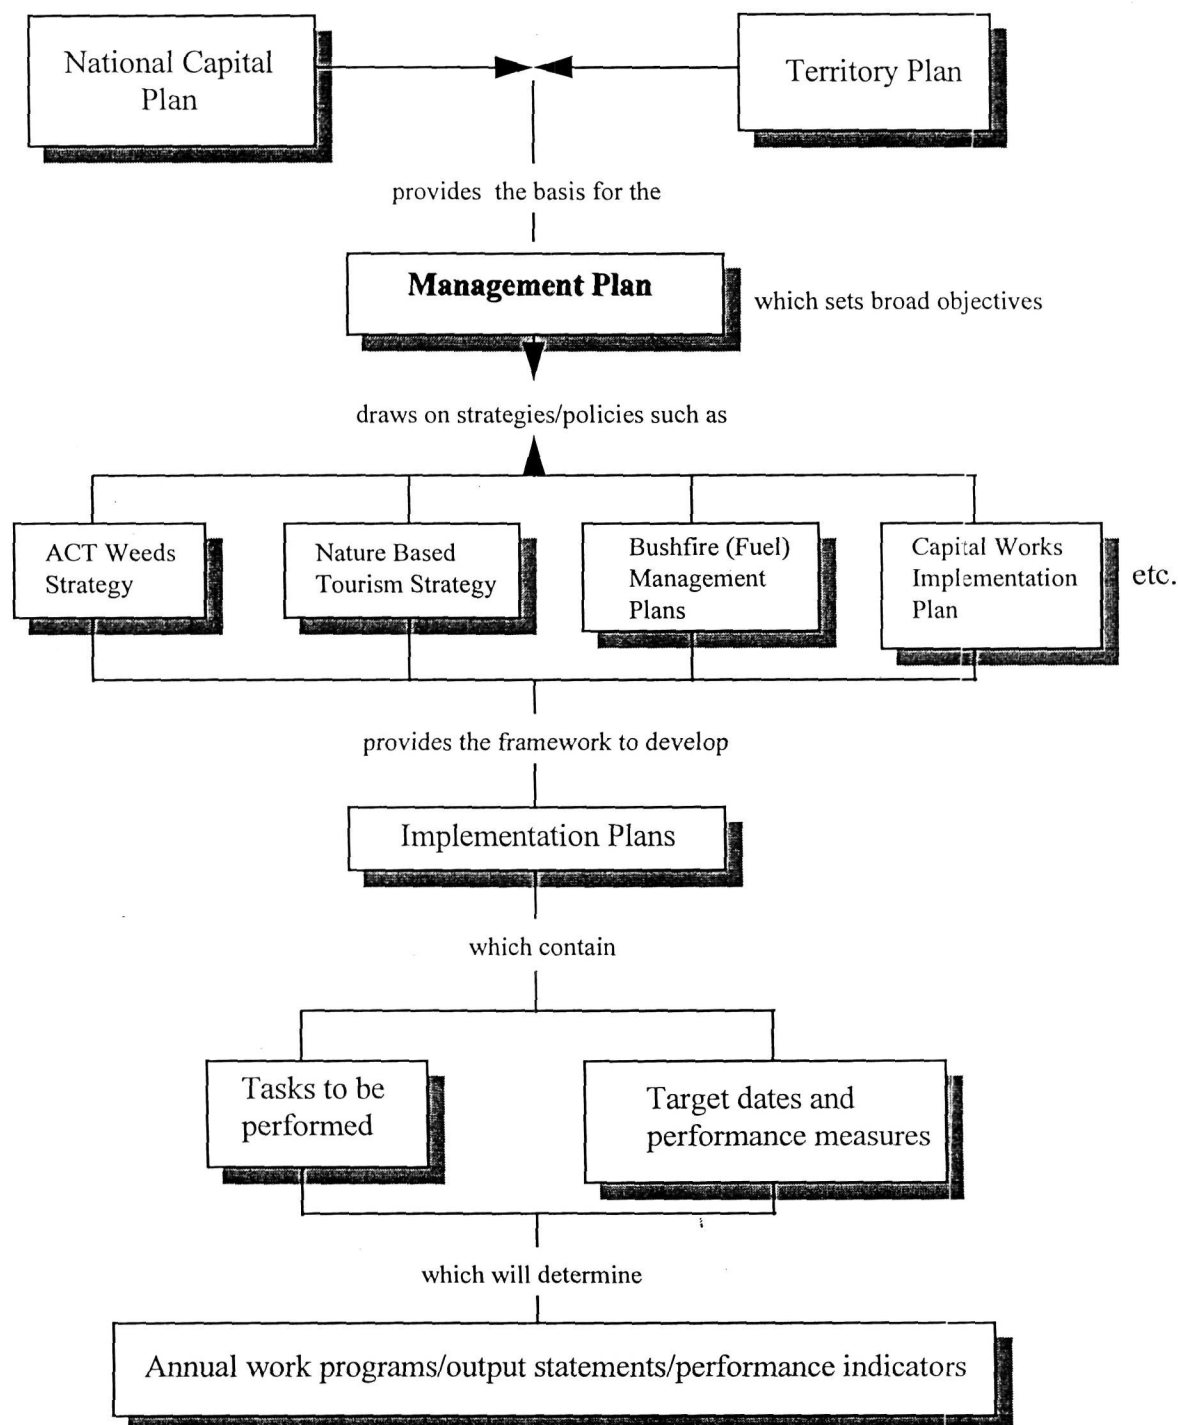 National Capital
Plan
Territory Plan
provides the basis for the
Management Plan
which sets broad objectives
draws on strategies/policies such as
ACT Weeds
Strategy
Nature Based
Tourism Strategy
Bushfire (Fuel)
Management
Plans
Capital Works
Implementation
Plan
etc.
provides the framework to develop
Implementation Plans
which contain
Tasks to be
performed
Target dates and
performance measures
which will determine
Annual work programs/output statements/performance indicators